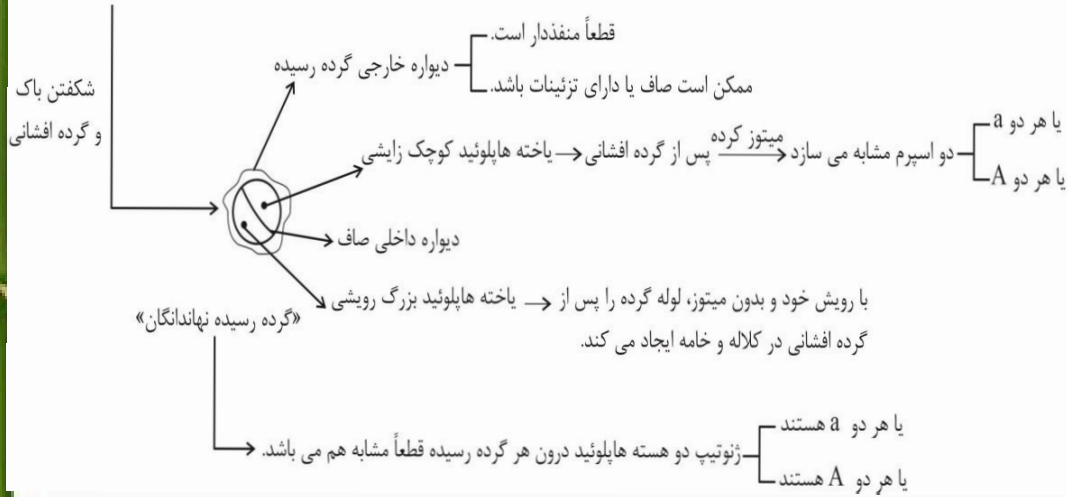 قطعاً منفذدار است.
دیواره خارجی گرده رسیده
ممکن است صاف یا دارای تزئینات باشد.
شکفتن باک
و گرده افشانی
یاخته هاپلوئید کوچک زایشی → پس از گرده افشانی میتوز کرده → دو اسپرم مشابه می سازد
یا هر دو a
یا هر دو A
دیواره داخلی صاف
یاخته هاپلوئید بزرگ رویشی → با رویش خود و بدون میتوز، لوله گرده را پس از
گرده افشانی در کلاله و خامه ایجاد می کند.
«گرده رسیده نهاندانگان»
ژنوتیپ دو هسته هاپلوئید درون هر گرده رسیده قطعاً مشابه هم می باشد.
یا هر دو a هستند
یا هر دو A هستند